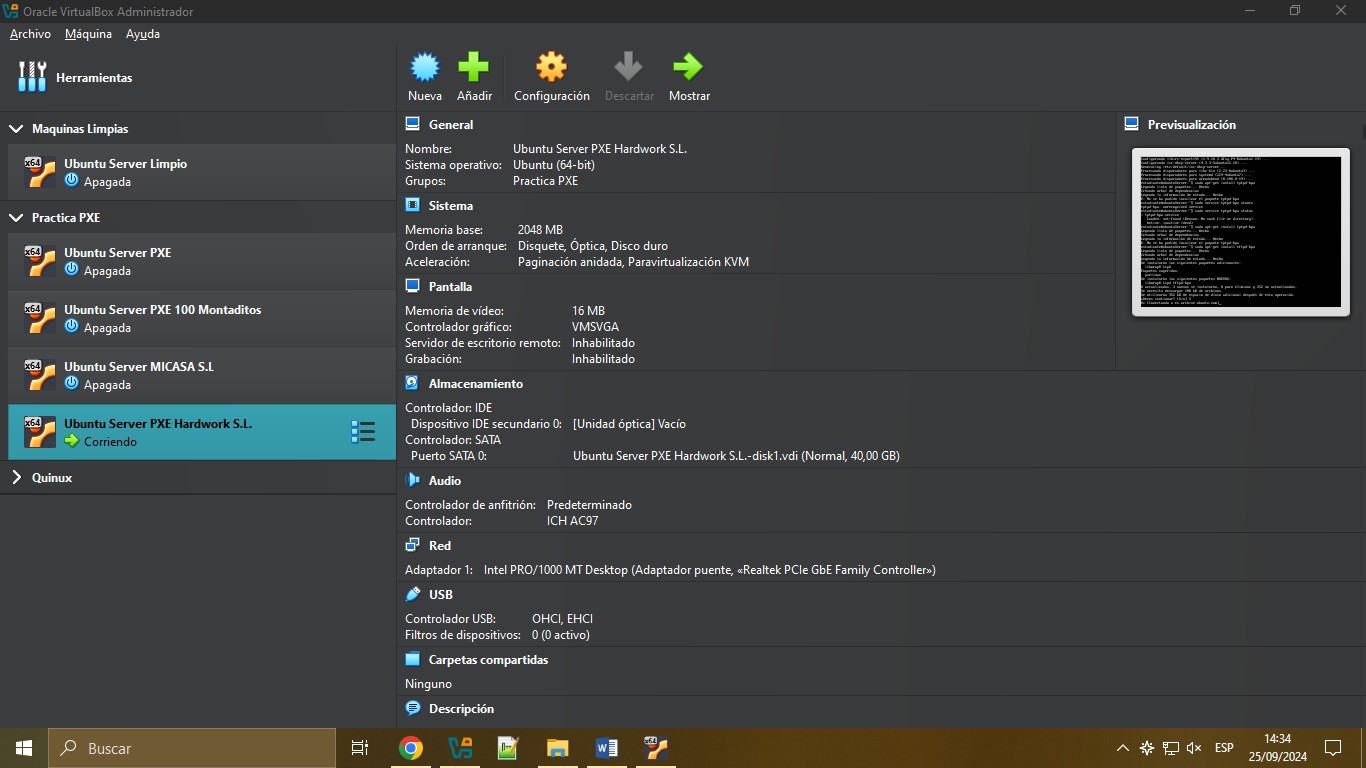 Oracle VirtualBox Administrador
Archivo Máquina Ayuda
Herramientas
Nueva Añadir Configuración Descartar Mostrar
Maquinas Limpias
x64
Ubuntu Server Limpio
Apagada
Practica PXE
x64
Ubuntu Server PXE
Apagada
x64
Ubuntu Server PXE 100 Montaditos
Apagada
x64
Ubuntu Server MICASA S.L
Apagada
x64
Ubuntu Server PXE Hardwork S.L.
Corriendo
Quinux
General
Nombre: Ubuntu Server PXE Hardwork S.L.
Sistema operativo: Ubuntu (64-bit)
Grupos: Practica PXE
Sistema
Memoria base: 2048 MB
Orden de arranque: Disquete, Óptica, Disco duro
Aceleración: Paginación anidada, Paravirtualización KVM
Pantalla
Memoria de vídeo: 16 MB
Controlador gráfico: VMSVGA
Servidor de escritorio remoto: Inhabilitado
Grabación: Inhabilitado
Almacenamiento
Controlador: IDE
Dispositivo IDE secundario 0: [Unidad óptica] Vacío
Controlador: SATA
Puerto SATA 0: Ubuntu Server PXE Hardwork S.L.-disk1.vdi (Normal, 40,00 GB)
Audio
Controlador de anfitrión: Predeterminado
Controlador: ICH AC97
Red
Adaptador 1: Intel PRO/1000 MT Desktop (Adaptador puente, «Realtek PCIe GbE Family Controller»)
USB
Controlador USB: OHCI, EHCI
Filtros de dispositivos: 0 (0 activo)
Carpetas compartidas
Ninguno
Descripción
Previsualización
Buscar
x64
ESP
14:34
25/09/2024